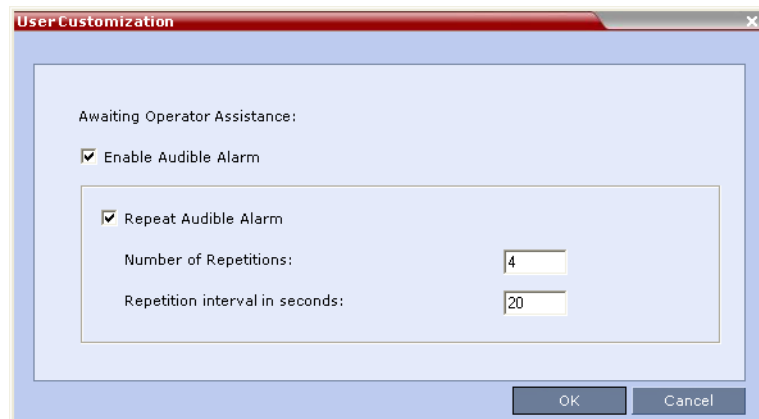 User Customization
Awaiting Operator Assistance:
Enable Audible Alarm
Repeat Audible Alarm
Number of Repetitions: 4
Repetition interval in seconds: 20
OK Cancel